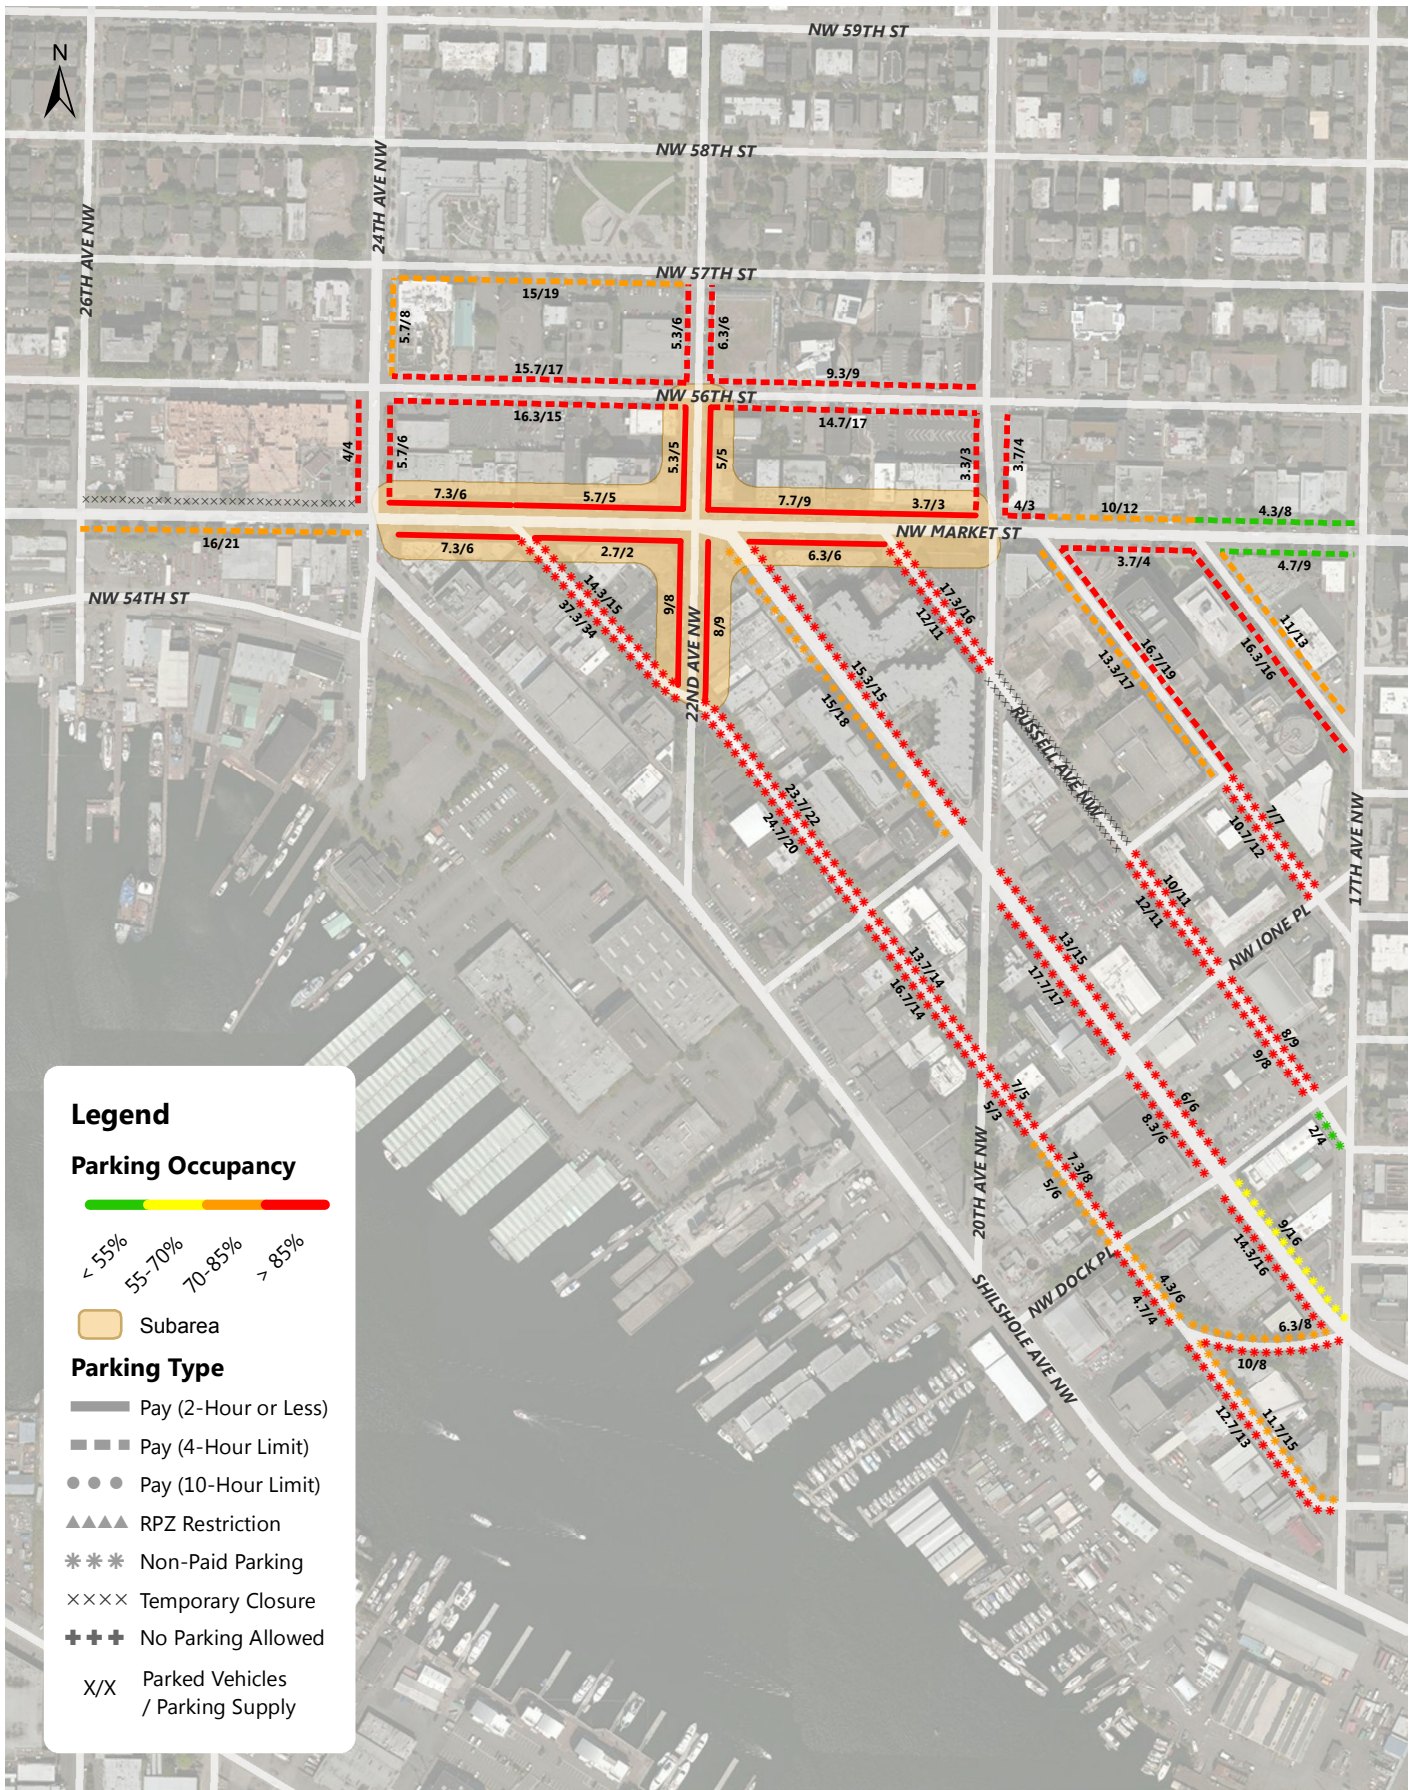 NW 59TH ST
N
NW 58TH ST
24TH AVE NW
26TH AVE NW
NW 57TH ST
15/19
5.7/8
5.3/6
6.3/6
15.7/17
9.3/9
NW 56TH ST
16.3/15
14.7/17
4/4
5.7/6
5.3/5
5/5
3.3/3
3.7/4
7.3/6
5.7/5
7.7/9
3.7/3
4/3
10/12
4.3/8
NW MARKET ST
16/21
7.3/6
2.7/2
6.3/6
3.7/4
4.7/9
NW 54TH ST
14.3/15
37.3/34
9/8
8/9
22ND AVE NW
17.3/16
12/11
11/13
16.3/16
16.7/19
13.3/17
15.3/15
15/18
RUSSELL AVE NW
23.7/22
24.7/20
7/7
10.7/12
17TH AVE NW
10/11
12/11
NW IONE PL
13/15
17.7/17
13.7/14
16.7/14
8/9
9/8
7/5
5/3
6/6
8.3/6
2/4
20TH AVE NW
7.3/8
5/6
9/16
14.3/16
NW DOCK PL
4.3/6
4.7/4
6.3/8
10/8
SHILSHOLE AVE NW
11.7/15
12.7/13
Legend
Parking Occupancy
< 55%
55-70%
70-85%
> 85%
Subarea
Parking Type
Pay (2-Hour or Less)
Pay (4-Hour Limit)
Pay (10-Hour Limit)
RPZ Restriction
Non-Paid Parking
Temporary Closure
No Parking Allowed
X/X Parked Vehicles
/ Parking Supply